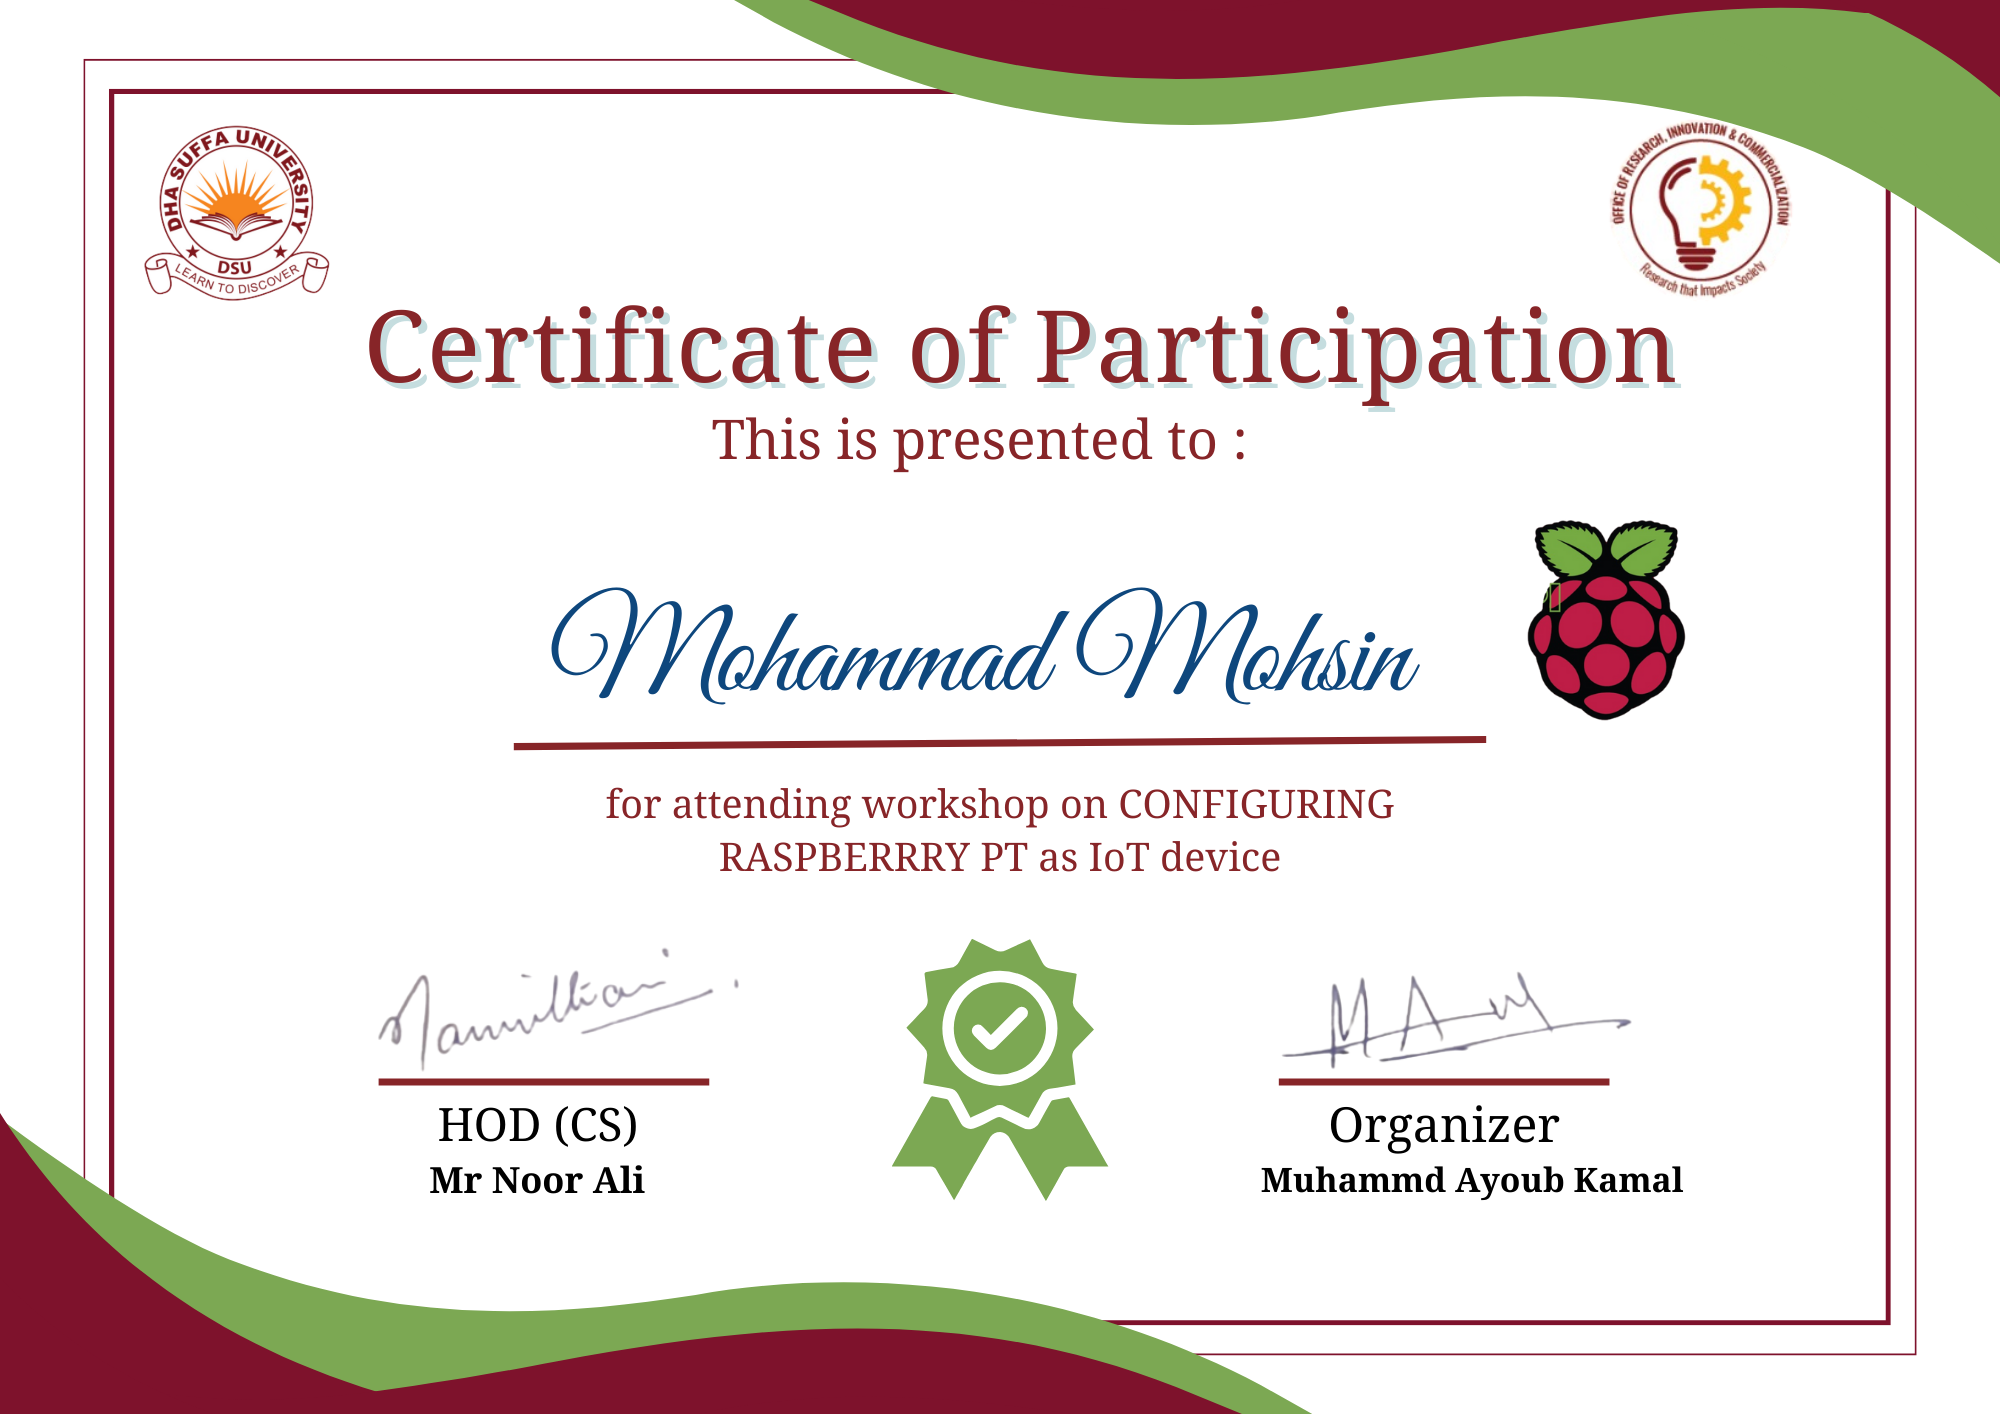 DHA SUFFA UNIVERSITY
DSU
LEARN TO DISCOVER
OFFICE OF RESEARCH, INNOVATION & COMMERCIALIZATION
Research that Impacts Society
Certificate of Participation
This is presented to :
Mohammad Mohsin
for attending workshop on CONFIGURING
RASPBERRRY PT as IoT device
HOD (CS)
Mr Noor Ali
Organizer
Muhammd Ayoub Kamal